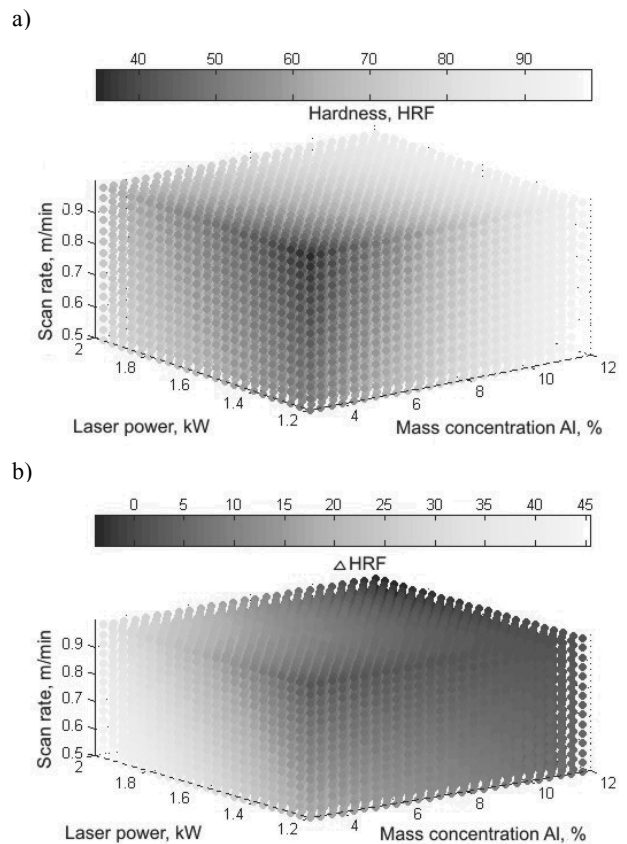 a)
40 50 60 70 80 90
Hardness, HRF
Scan rate, m/min
0.9
0.8
0.7
0.6
0.5
2
1.8
1.6
1.4
1.2
Laser power, kW
4
6
8
10
12
Mass concentration Al, %
b)
0 5 10 15 20 25 30 35 40 45
△HRF
Scan rate, m/min
0.9
0.8
0.7
0.6
0.5
2
1.8
1.6
1.4
1.2
Laser power, kW
4
6
8
10
12
Mass concentration Al, %